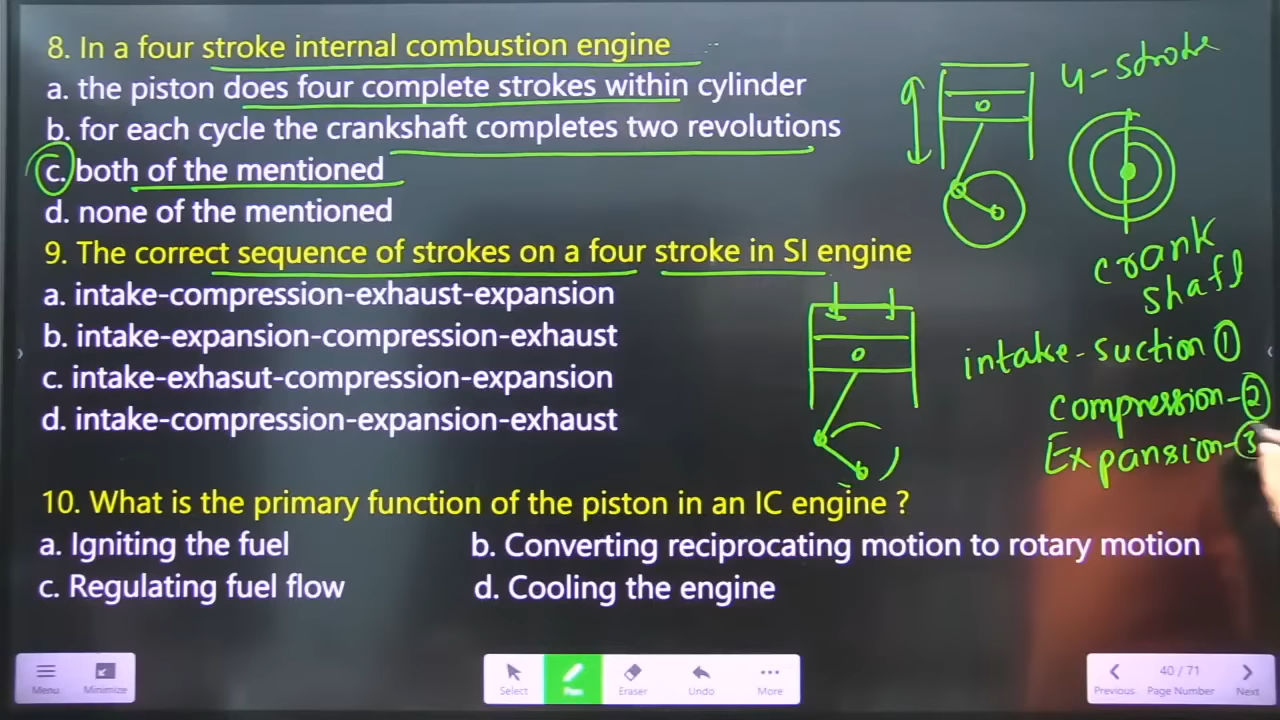 8. In a four stroke internal combustion engine
a. the piston does four complete strokes within cylinder
b. for each cycle the crankshaft completes two revolutions
c. both of the mentioned
d. none of the mentioned
9. The correct sequence of strokes on a four stroke in SI engine
a. intake-compression-exhaust-expansion
b. intake-expansion-compression-exhaust
c. intake-exhasut-compression-expansion
d. intake-compression-expansion-exhaust
10. What is the primary function of the piston in an IC engine ?
a. Igniting the fuel
b. Converting reciprocating motion to rotary motion
c. Regulating fuel flow
d. Cooling the engine
4-stroke
crank
shaft
intake-suction 1
compression-2
Expansion-3
Menu
Minimize
Select
Pen
Eraser
Undo
More
Previous
40 / 71
Page Number
Next